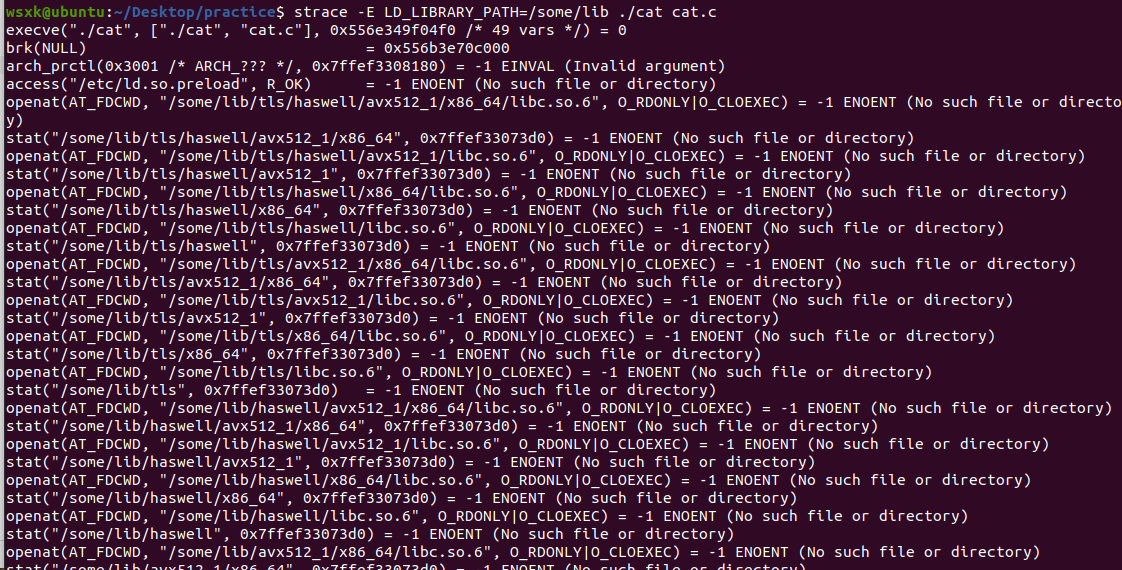 wsxk@ubuntu:~/Desktop/practice$ strace -E LD_LIBRARY_PATH=/some/lib ./cat cat.c
execve("./cat", ["./cat", "cat.c"], 0x556e349f04f0 /* 49 vars */) = 0
brk(NULL)                               = 0x556b3e70c000
arch_prctl(0x3001 /* ARCH_??? */, 0x7ffef3308180) = -1 EINVAL (Invalid argument)
access("/etc/ld.so.preload", R_OK)      = -1 ENOENT (No such file or directory)
openat(AT_FDCWD, "/some/lib/tls/haswell/avx512_1/x86_64/libc.so.6", O_RDONLY|O_CLOEXEC) = -1 ENOENT (No such file or directo
y)
stat("/some/lib/tls/haswell/avx512_1/x86_64", 0x7ffef33073d0) = -1 ENOENT (No such file or directory)
openat(AT_FDCWD, "/some/lib/tls/haswell/avx512_1/libc.so.6", O_RDONLY|O_CLOEXEC) = -1 ENOENT (No such file or directory)
stat("/some/lib/tls/haswell/avx512_1", 0x7ffef33073d0) = -1 ENOENT (No such file or directory)
openat(AT_FDCWD, "/some/lib/tls/haswell/x86_64/libc.so.6", O_RDONLY|O_CLOEXEC) = -1 ENOENT (No such file or directory)
stat("/some/lib/tls/haswell/x86_64", 0x7ffef33073d0) = -1 ENOENT (No such file or directory)
openat(AT_FDCWD, "/some/lib/tls/haswell/libc.so.6", O_RDONLY|O_CLOEXEC) = -1 ENOENT (No such file or directory)
stat("/some/lib/tls/haswell", 0x7ffef33073d0) = -1 ENOENT (No such file or directory)
openat(AT_FDCWD, "/some/lib/tls/avx512_1/x86_64/libc.so.6", O_RDONLY|O_CLOEXEC) = -1 ENOENT (No such file or directory)
stat("/some/lib/tls/avx512_1/x86_64", 0x7ffef33073d0) = -1 ENOENT (No such file or directory)
openat(AT_FDCWD, "/some/lib/tls/avx512_1/libc.so.6", O_RDONLY|O_CLOEXEC) = -1 ENOENT (No such file or directory)
stat("/some/lib/tls/avx512_1", 0x7ffef33073d0) = -1 ENOENT (No such file or directory)
openat(AT_FDCWD, "/some/lib/tls/x86_64/libc.so.6", O_RDONLY|O_CLOEXEC) = -1 ENOENT (No such file or directory)
stat("/some/lib/tls/x86_64", 0x7ffef33073d0) = -1 ENOENT (No such file or directory)
openat(AT_FDCWD, "/some/lib/tls/libc.so.6", O_RDONLY|O_CLOEXEC) = -1 ENOENT (No such file or directory)
stat("/some/lib/tls", 0x7ffef33073d0)   = -1 ENOENT (No such file or directory)
openat(AT_FDCWD, "/some/lib/haswell/avx512_1/x86_64/libc.so.6", O_RDONLY|O_CLOEXEC) = -1 ENOENT (No such file or directory)
stat("/some/lib/haswell/avx512_1/x86_64", 0x7ffef33073d0) = -1 ENOENT (No such file or directory)
openat(AT_FDCWD, "/some/lib/haswell/avx512_1/libc.so.6", O_RDONLY|O_CLOEXEC) = -1 ENOENT (No such file or directory)
stat("/some/lib/haswell/avx512_1", 0x7ffef33073d0) = -1 ENOENT (No such file or directory)
openat(AT_FDCWD, "/some/lib/haswell/x86_64/libc.so.6", O_RDONLY|O_CLOEXEC) = -1 ENOENT (No such file or directory)
stat("/some/lib/haswell/x86_64", 0x7ffef33073d0) = -1 ENOENT (No such file or directory)
openat(AT_FDCWD, "/some/lib/haswell/libc.so.6", O_RDONLY|O_CLOEXEC) = -1 ENOENT (No such file or directory)
stat("/some/lib/haswell", 0x7ffef33073d0) = -1 ENOENT (No such file or directory)
openat(AT_FDCWD, "/some/lib/avx512_1/x86_64/libc.so.6", O_RDONLY|O_CLOEXEC) = -1 ENOENT (No such file or directory)
stat("/some/lib/avx512_1/x86_64", 0x7ffef33073d0) = -1 ENOENT (No such file or directory)